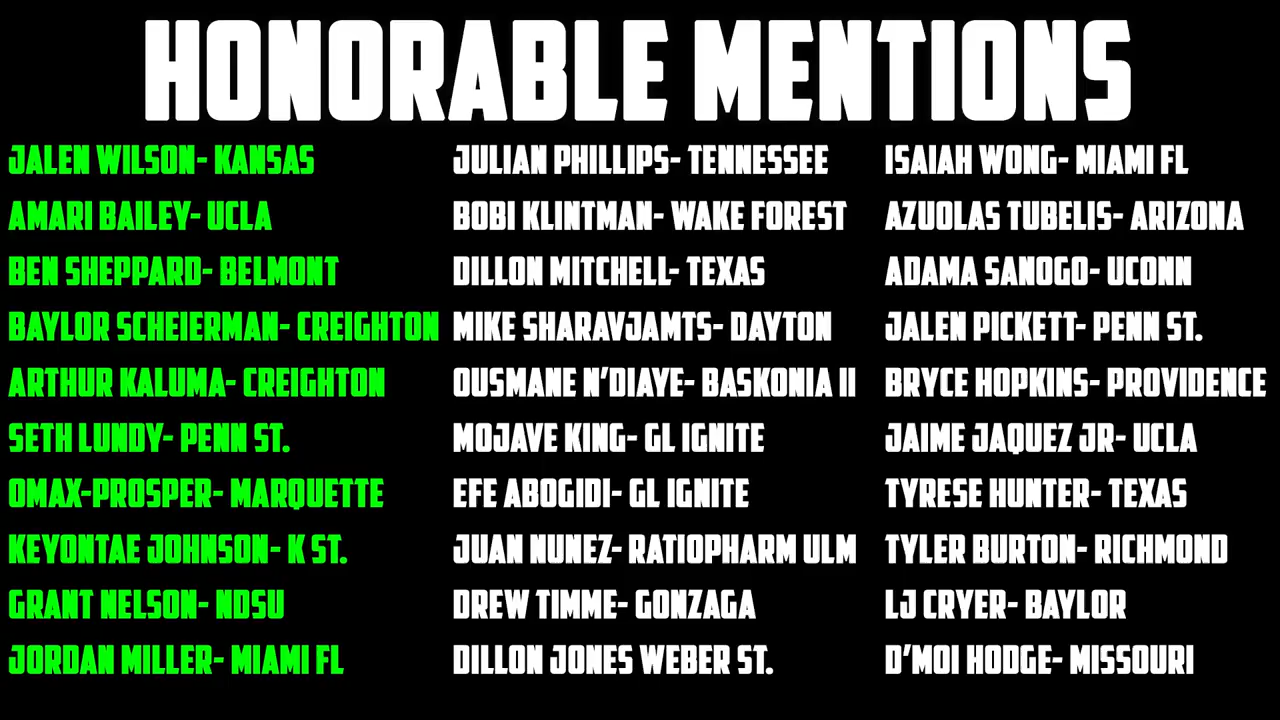 HONORABLE MENTIONS
JALEN WILSON- KANSAS
AMARI BAILEY- UCLA
BEN SHEPPARD- BELMONT
BAYLOR SCHEIERMAN- CREIGHTON
ARTHUR KALUMA- CREIGHTON
SETH LUNDY- PENN ST.
OMAX-PROSPER- MARQUETTE
KEYONTAE JOHNSON- K ST.
GRANT NELSON- NDSU
JORDAN MILLER- MIAMI FL
JULIAN PHILLIPS- TENNESSEE
BOBI KLINTMAN- WAKE FOREST
DILLON MITCHELL- TEXAS
MIKE SHARAVJAMTS- DAYTON
OUSMANE N'DIAYE- BASKONIA II
MOJAVE KING- GL IGNITE
EFE ABOGIDI- GL IGNITE
JUAN NUNEZ- RATIOPHARM ULM
DREW TIMME- GONZAGA
DILLON JONES WEBER ST.
ISAIAH WONG- MIAMI FL
AZUOLAS TUBELIS- ARIZONA
ADAMA SANOGO- UCONN
JALEN PICKETT- PENN ST.
BRYCE HOPKINS- PROVIDENCE
JAIME JAQUEZ JR- UCLA
TYRESE HUNTER- TEXAS
TYLER BURTON- RICHMOND
LJ CRYER- BAYLOR
D'MOI HODGE- MISSOURI